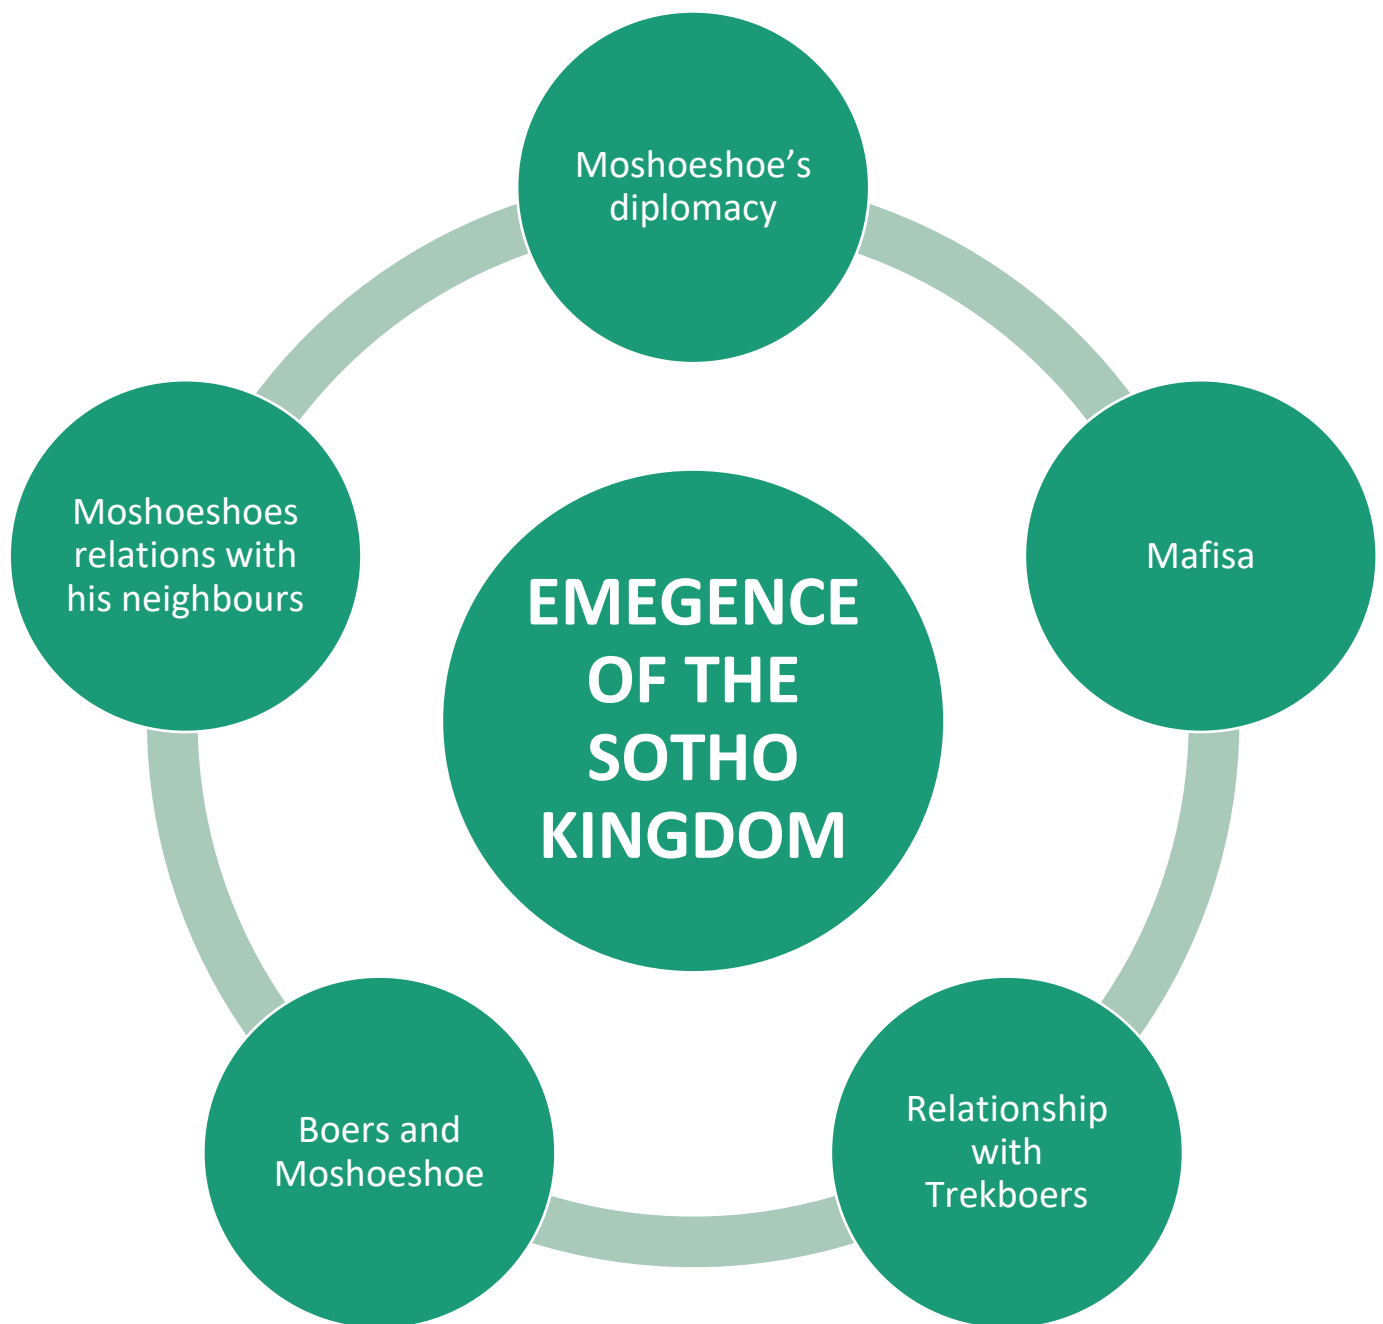 Moshoeshoe’s
diplomacy
Mafisa
Relationship
with
Trekboers
Boers and
Moshoeshoe
Moshoeshoes
relations with
his neighbours
EMEGENCE
OF THE
SOTHO
KINGDOM